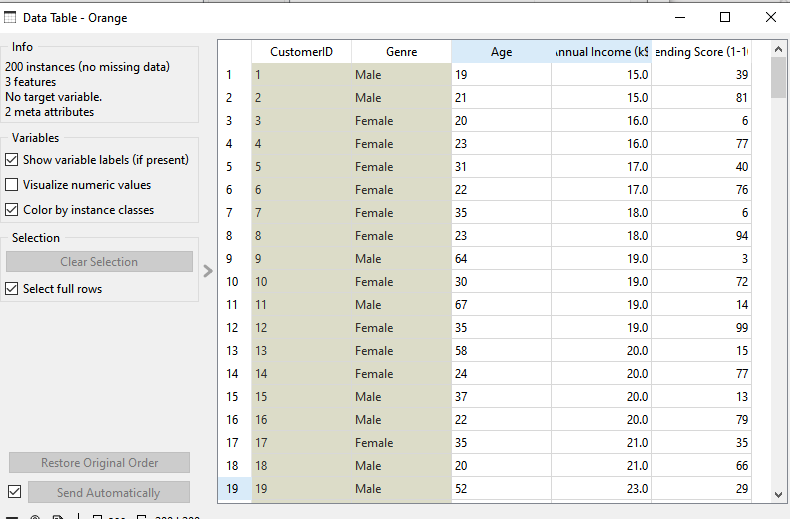 Data Table - Orange
Info
200 instances (no missing data)
3 features
No target variable.
2 meta attributes
Variables
Show variable labels (if present)
Visualize numeric values
Color by instance classes
Selection
Clear Selection
Select full rows
Restore Original Order
Send Automatically
CustomerID Genre Age Annual Income (k$ ending Score (1-10
1 1 Male 19 15.0 39
2 2 Male 21 15.0 81
3 3 Female 20 16.0 6
4 4 Female 23 16.0 77
5 5 Female 31 17.0 40
6 6 Female 22 17.0 76
7 7 Female 35 18.0 6
8 8 Female 23 18.0 94
9 9 Male 64 19.0 3
10 10 Female 30 19.0 72
11 11 Male 67 19.0 14
12 12 Female 35 19.0 99
13 13 Female 58 20.0 15
14 14 Female 24 20.0 77
15 15 Male 37 20.0 13
16 16 Male 22 20.0 79
17 17 Female 35 21.0 35
18 18 Male 20 21.0 66
19 19 Male 52 23.0 29